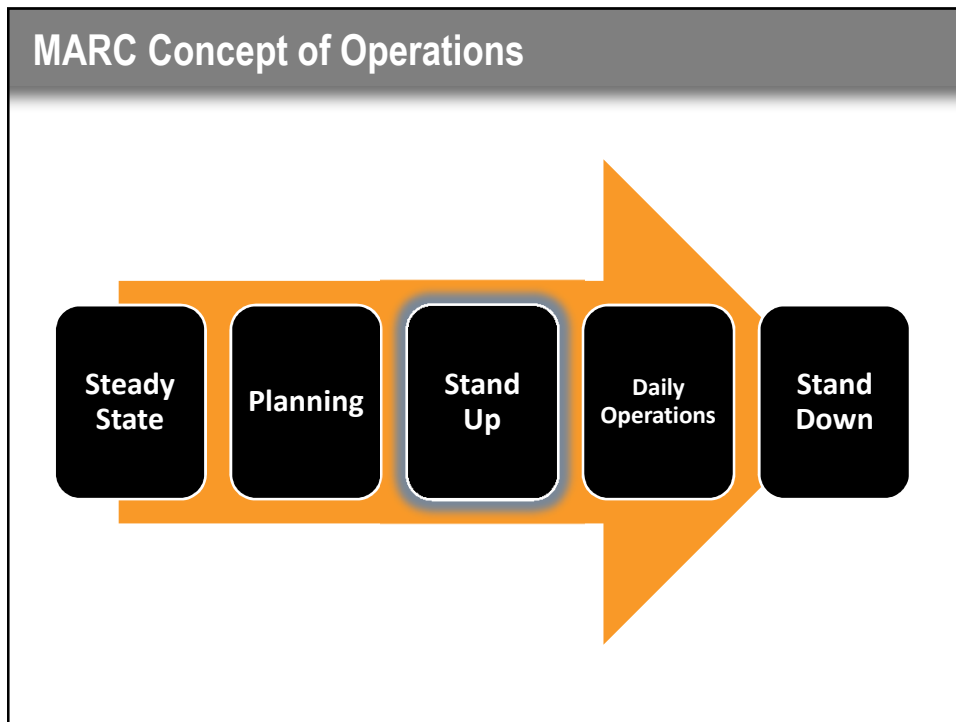 MARC Concept of Operations
Steady
State
Planning
Stand
Up
Daily
Operations
Stand
Down